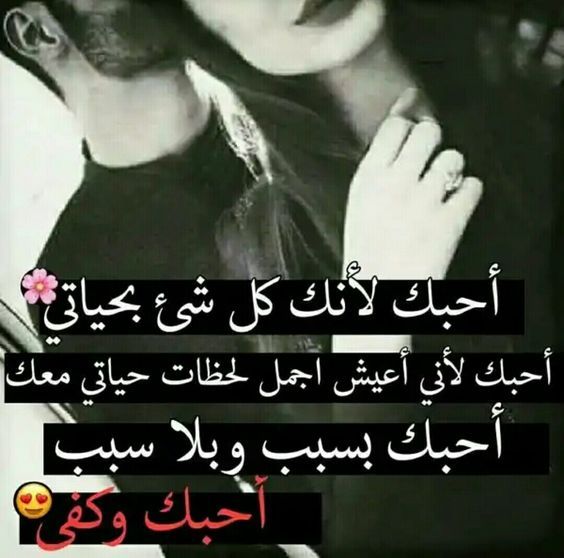 أحبك لأنك كل شئ بحياتي🌸
أحبك لأني أعيش اجمل لحظات حياتي معك
أحبك بسبب وبلا سبب
أحبك وكفى😍